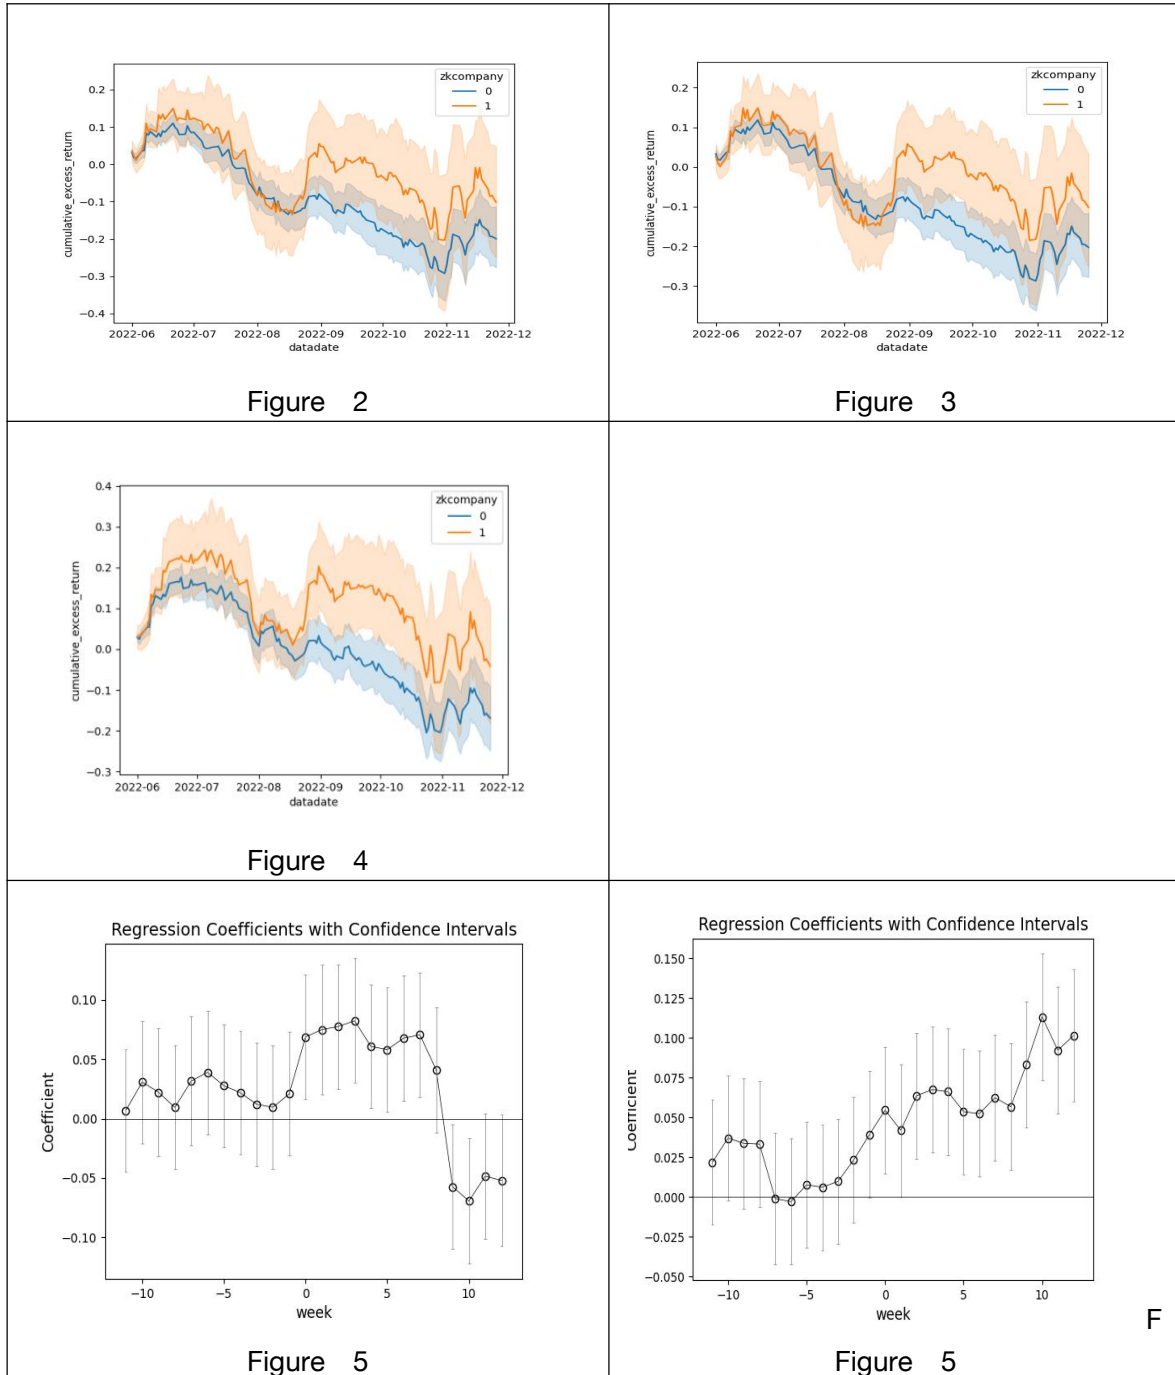 zkcompany
0
1
cumulative_excess_return
0.2
0.1
0.0
−0.1
−0.2
−0.3
−0.4
2022-06 2022-07 2022-08 2022-09 2022-10 2022-11 2022-12
datadate
Figure 2
zkcompany
0
1
cumulative_excess_return
0.2
0.1
0.0
−0.1
−0.2
−0.3
2022-06 2022-07 2022-08 2022-09 2022-10 2022-11 2022-12
datadate
Figure 3
zkcompany
0
1
cumulative_excess_return
0.4
0.3
0.2
0.1
0.0
−0.1
−0.2
−0.3
2022-06 2022-07 2022-08 2022-09 2022-10 2022-11 2022-12
datadate
Figure 4
Regression Coefficients with Confidence Intervals
Coefficient
0.10
0.05
0.00
−0.05
−0.10
−10 −5 0 5 10
week
Figure 5
Regression Coefficients with Confidence Intervals
Coefficient
0.150
0.125
0.100
0.075
0.050
0.025
0.000
−0.025
−0.050
−10 −5 0 5 10
week
F
Figure 5